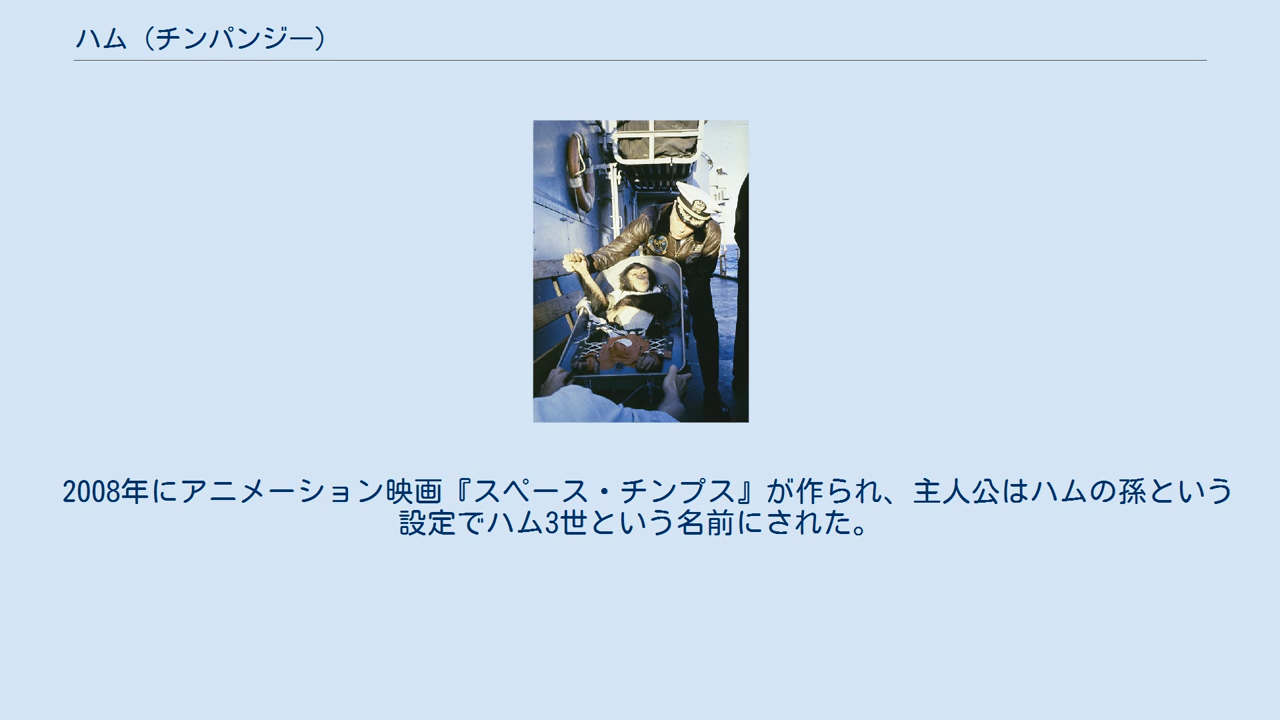 ハム（チンパンジー）
2008年にアニメーション映画『スペース・チンプス』が作られ、主人公はハムの孫という
設定でハム3世という名前にされた。